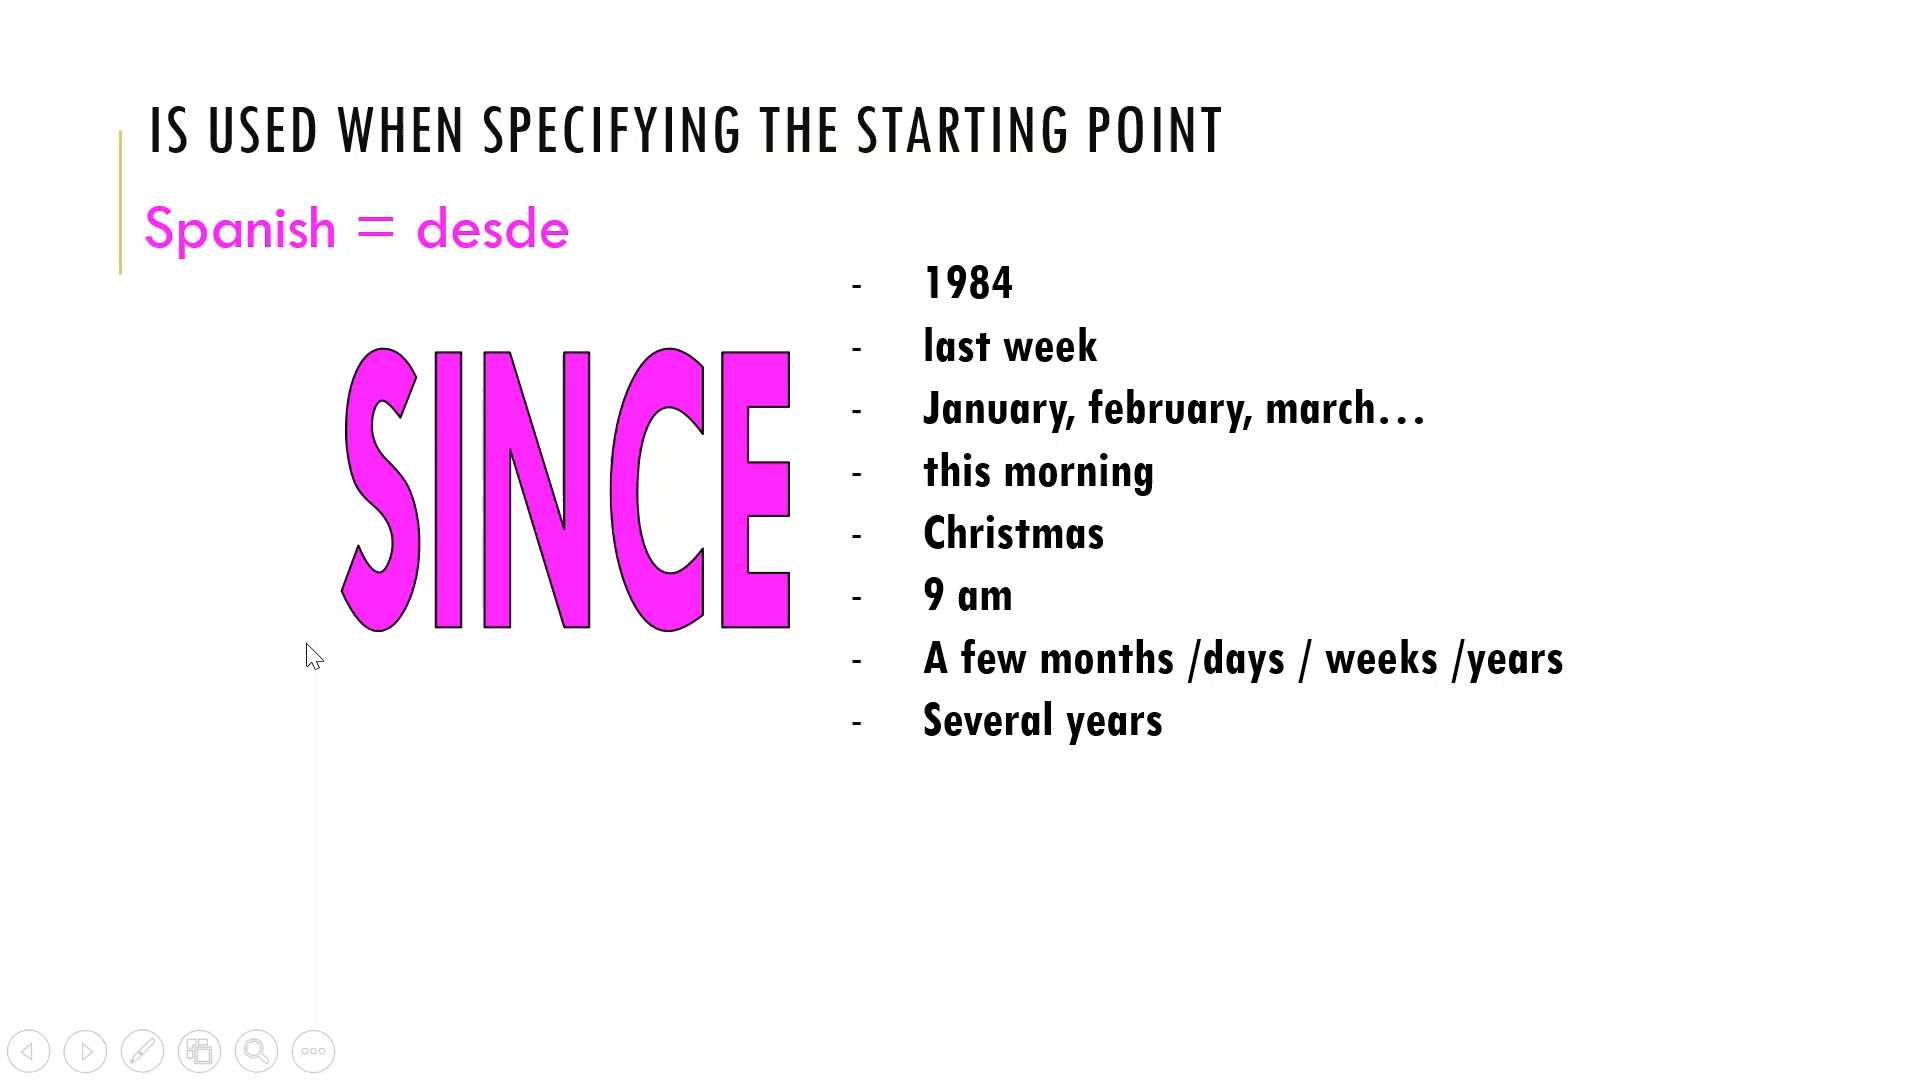 IS USED WHEN SPECIFYING THE STARTING POINT
Spanish = desde
SINCE
- 1984
- last week
- January, february, march...
- this morning
- Christmas
- 9 am
- A few months /days / weeks /years
- Several years